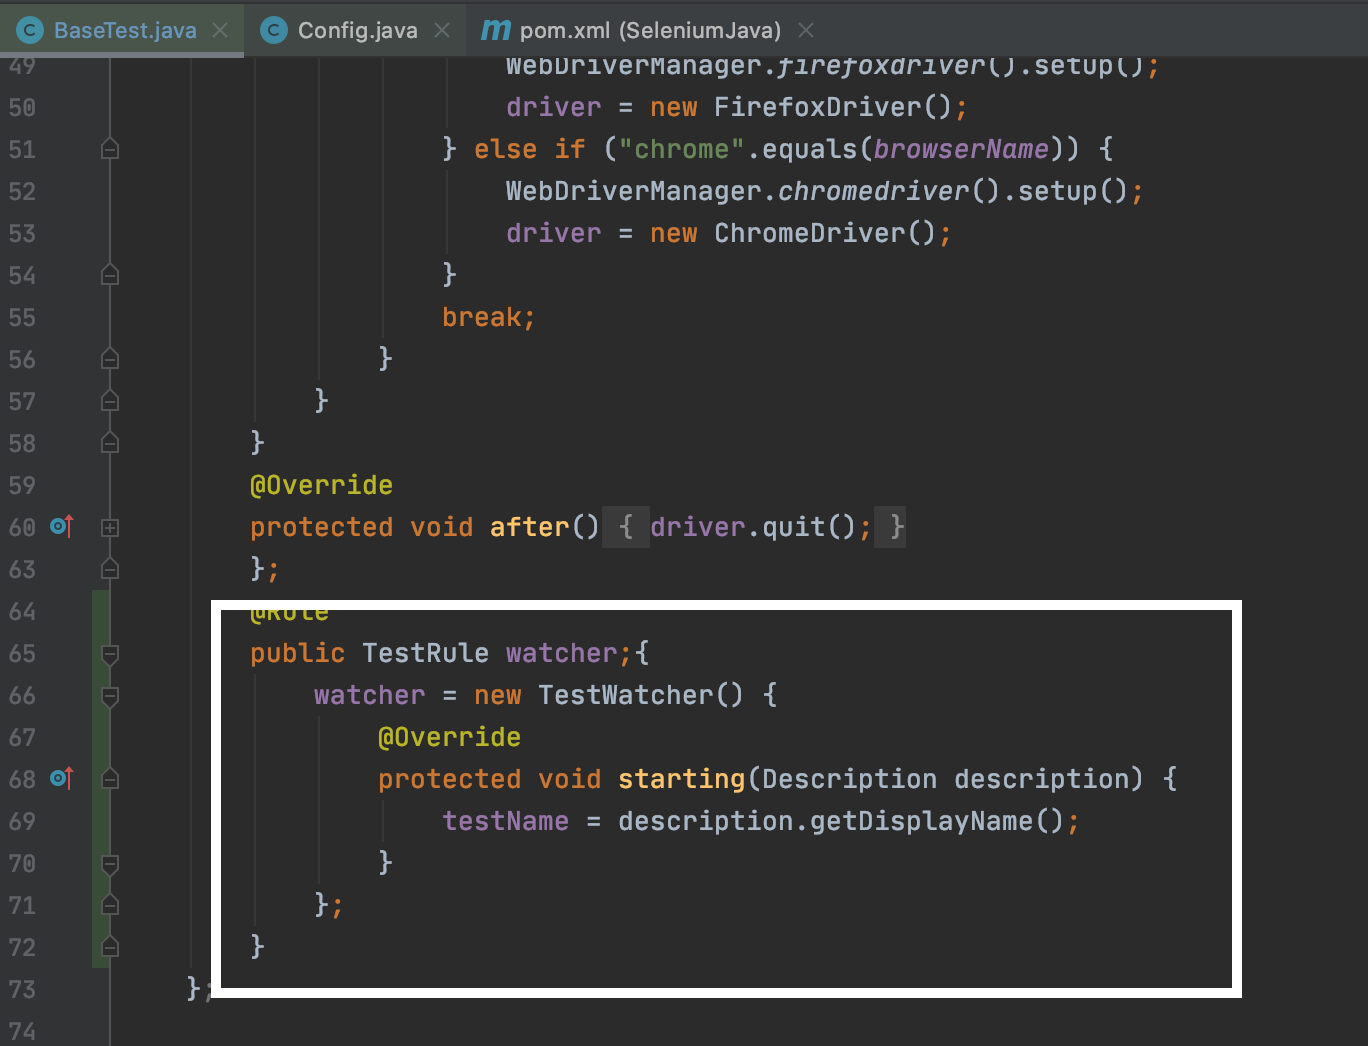 BaseTest.java Config.java pom.xml (SeleniumJava)
49 WebDriverManager.firefoxdriver().setup();
50 driver = new FirefoxDriver();
51 } else if ("chrome".equals(browserName)) {
52 WebDriverManager.chromedriver().setup();
53 driver = new ChromeDriver();
54 }
55 break;
56 }
57 }
58 }
59 @Override
60 protected void after() { driver.quit(); }
63 };
64 @Rule
65 public TestRule watcher;{
66 watcher = new TestWatcher() {
67 @Override
68 protected void starting(Description description) {
69 testName = description.getDisplayName();
70 }
71 };
72 }
73 };
74